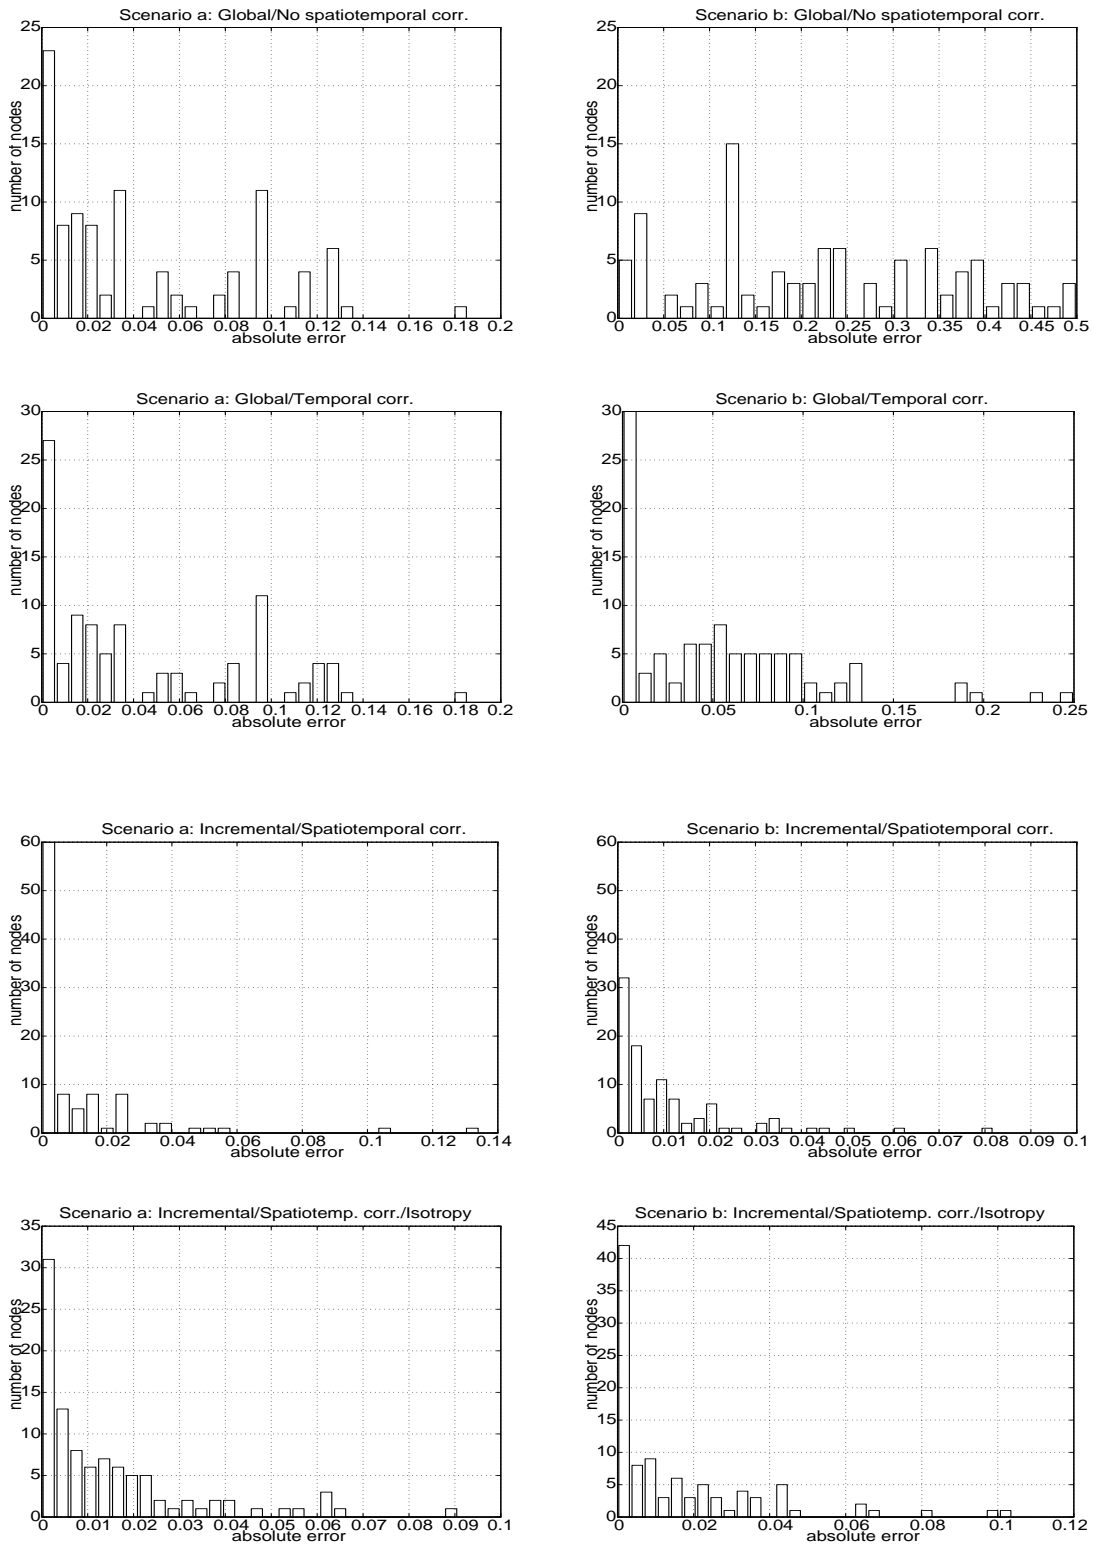 Scenario a: Global/No spatiotemporal corr.
number of nodes
25
20
15
10
5
0
0 0.02 0.04 0.06 0.08 0.1 0.12 0.14 0.16 0.18 0.2
absolute error
Scenario b: Global/No spatiotemporal corr.
number of nodes
25
20
15
10
5
0
0 0.05 0.1 0.15 0.2 0.25 0.3 0.35 0.4 0.45 0.5
absolute error
Scenario a: Global/Temporal corr.
number of nodes
30
25
20
15
10
5
0
0 0.02 0.04 0.06 0.08 0.1 0.12 0.14 0.16 0.18 0.2
absolute error
Scenario b: Global/Temporal corr.
number of nodes
30
25
20
15
10
5
0
0 0.05 0.1 0.15 0.2 0.25
absolute error
Scenario a: Incremental/Spatiotemporal corr.
number of nodes
60
50
40
30
20
10
0
0 0.02 0.04 0.06 0.08 0.1 0.12 0.14
absolute error
Scenario b: Incremental/Spatiotemporal corr.
number of nodes
60
50
40
30
20
10
0
0 0.01 0.02 0.03 0.04 0.05 0.06 0.07 0.08 0.09 0.1
absolute error
Scenario a: Incremental/Spatiotemp. corr./Isotropy
number of nodes
35
30
25
20
15
10
5
0
0 0.01 0.02 0.03 0.04 0.05 0.06 0.07 0.08 0.09 0.1
absolute error
Scenario b: Incremental/Spatiotemp. corr./Isotropy
number of nodes
45
40
35
30
25
20
15
10
5
0
0 0.02 0.04 0.06 0.08 0.1 0.12
absolute error